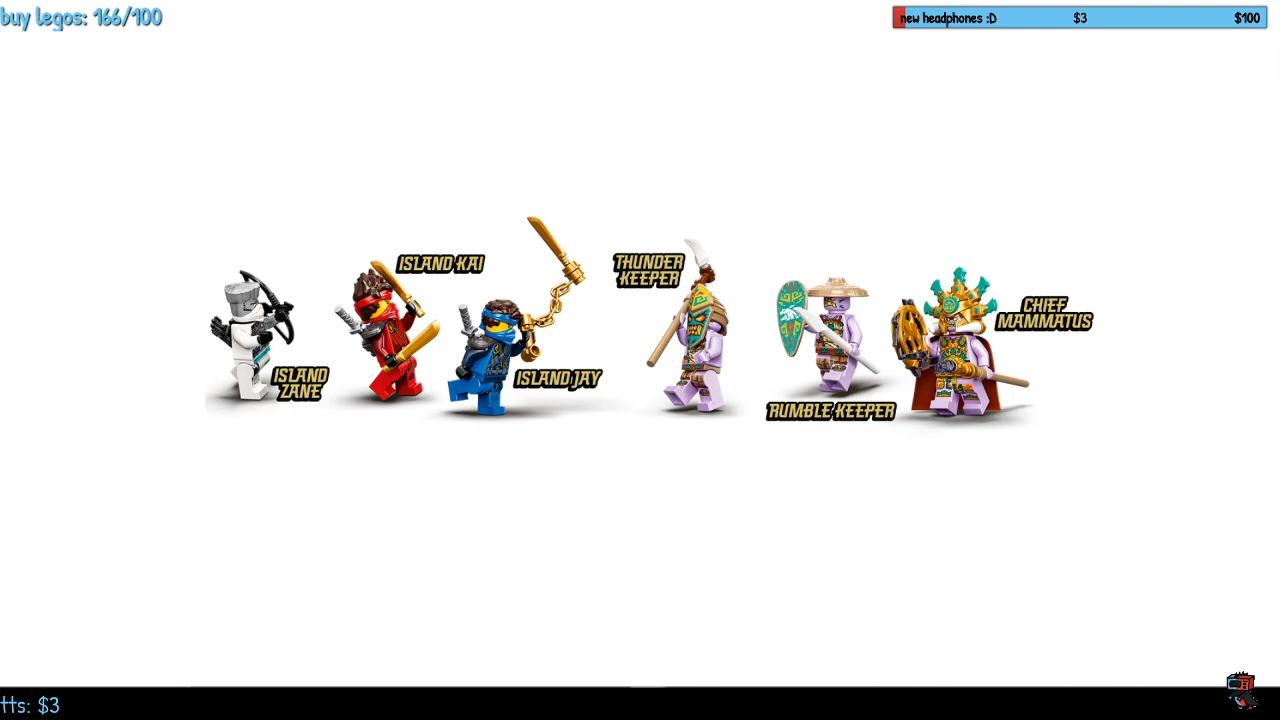 buy legos: 166/100
new headphones :D $3 $100
ISLAND KAI
THUNDER
KEEPER
CHIEF
MAMMATUS
ISLAND
ZANE
ISLAND JAY
RUMBLE KEEPER
tts: $3